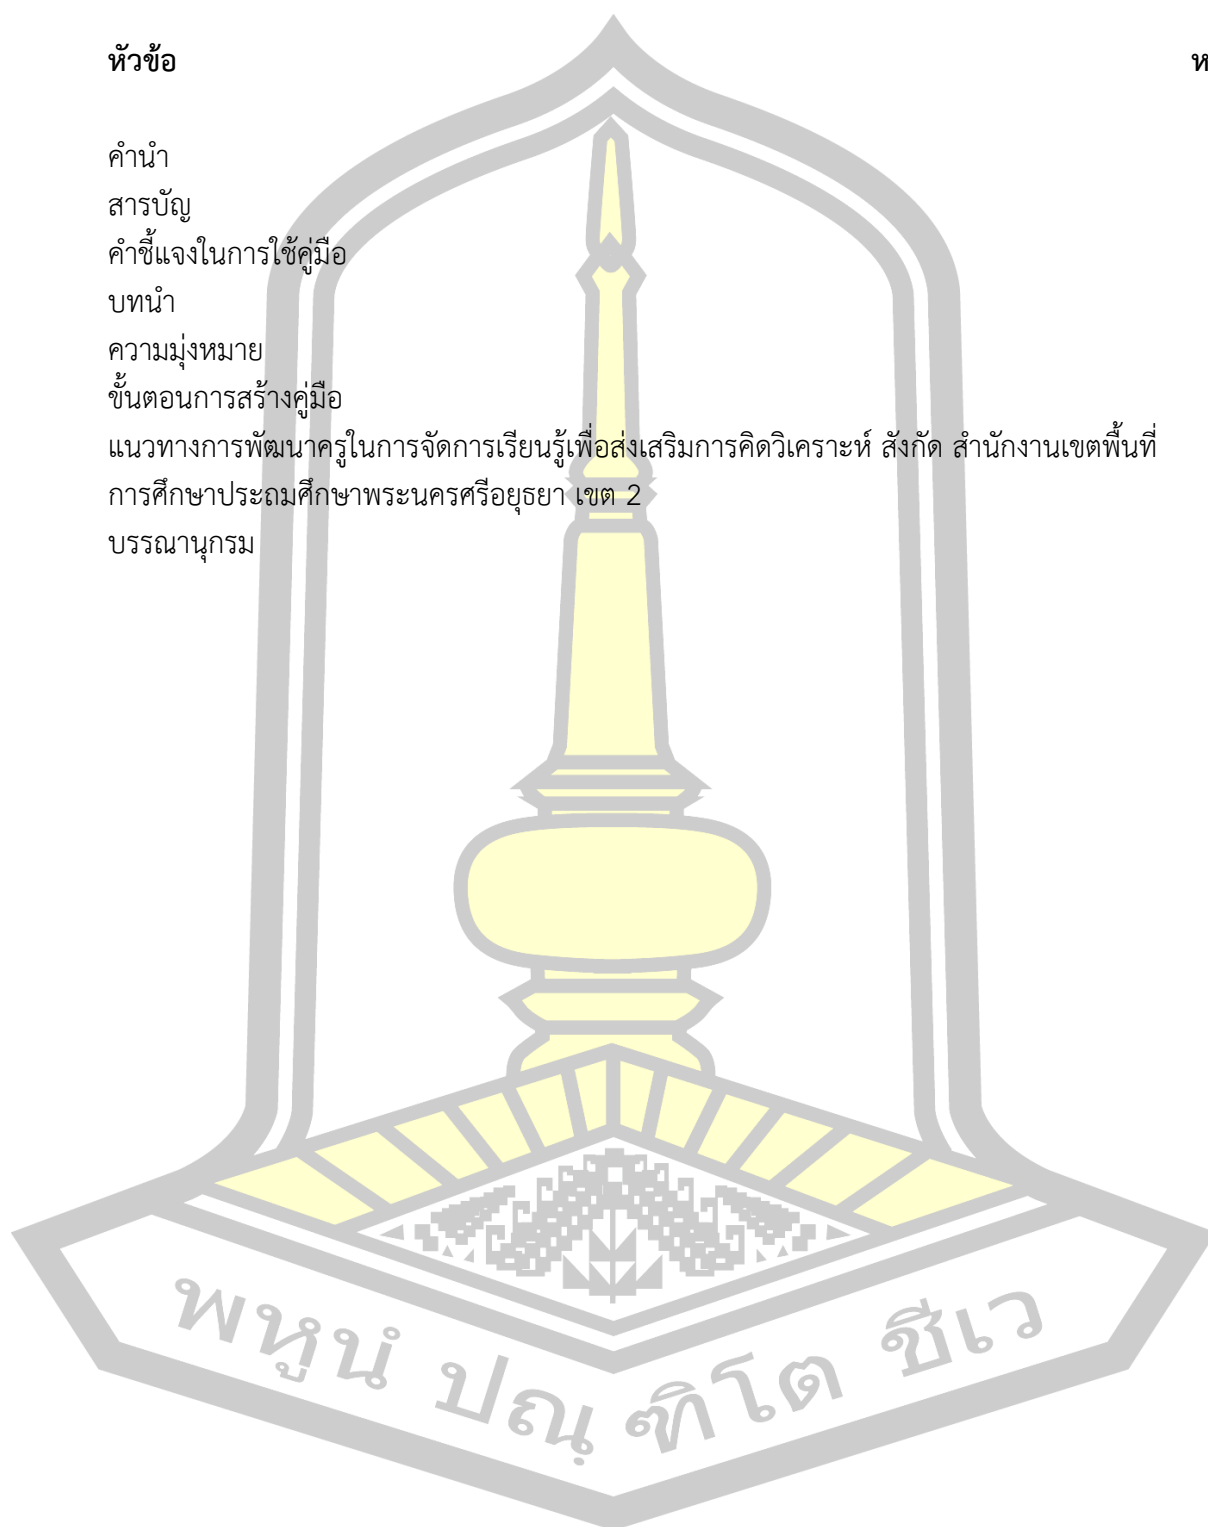 หัวข้อ ห
คำนำ
สารบัญ
คำชี้แจงในการใช้คู่มือ
บทนำ
ความมุ่งหมาย
ขั้นตอนการสร้างคู่มือ
แนวทางการพัฒนาครูในการจัดการเรียนรู้เพื่อส่งเสริมการคิดวิเคราะห์ สังกัด สำนักงานเขตพื้นที่
การศึกษาประถมศึกษาพระนครศรีอยุธยา เขต 2
บรรณานุกรม
พหูนํ ปณฺฑิโต ชีเว